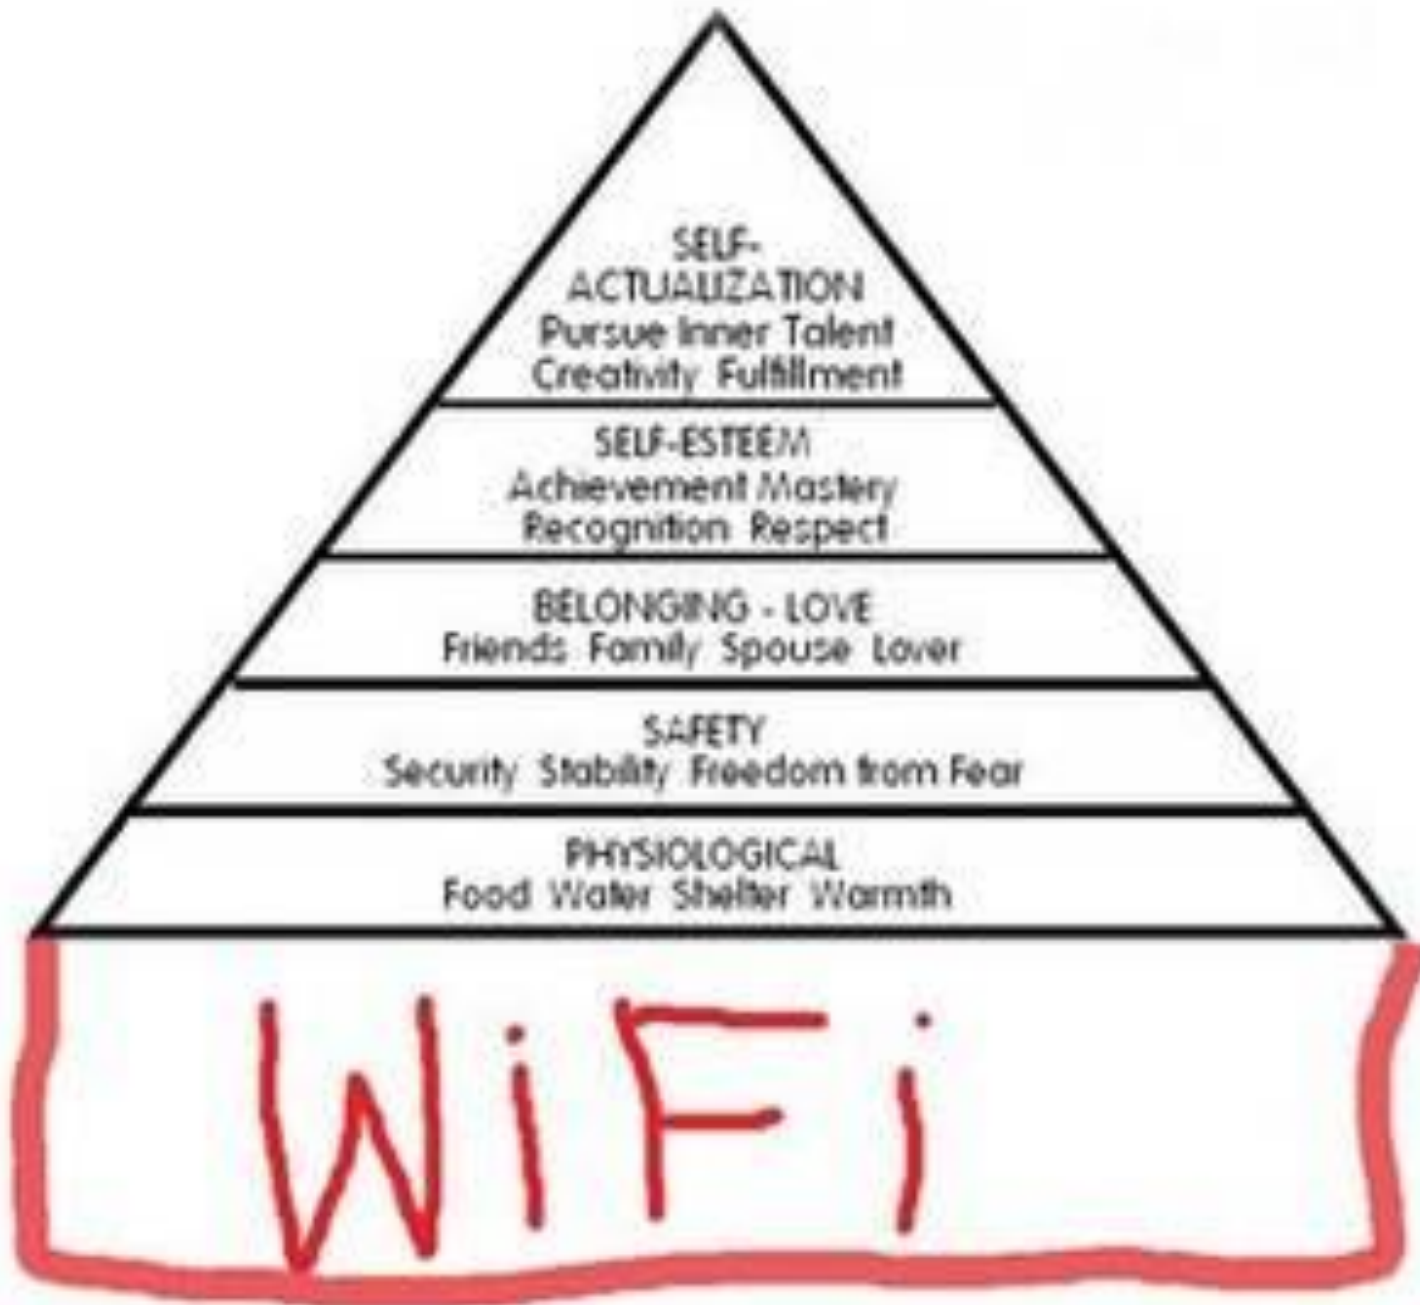 SELF-
ACTUALIZATION
Pursue Inner Talent
Creativity Fulfillment
SELF-ESTEEM
Achievement Mastery
Recognition Respect
BELONGING - LOVE
Friends Family Spouse Lover
SAFETY
Security Stability Freedom from Fear
PHYSIOLOGICAL
Food Water Shelter Warmth
WiFi